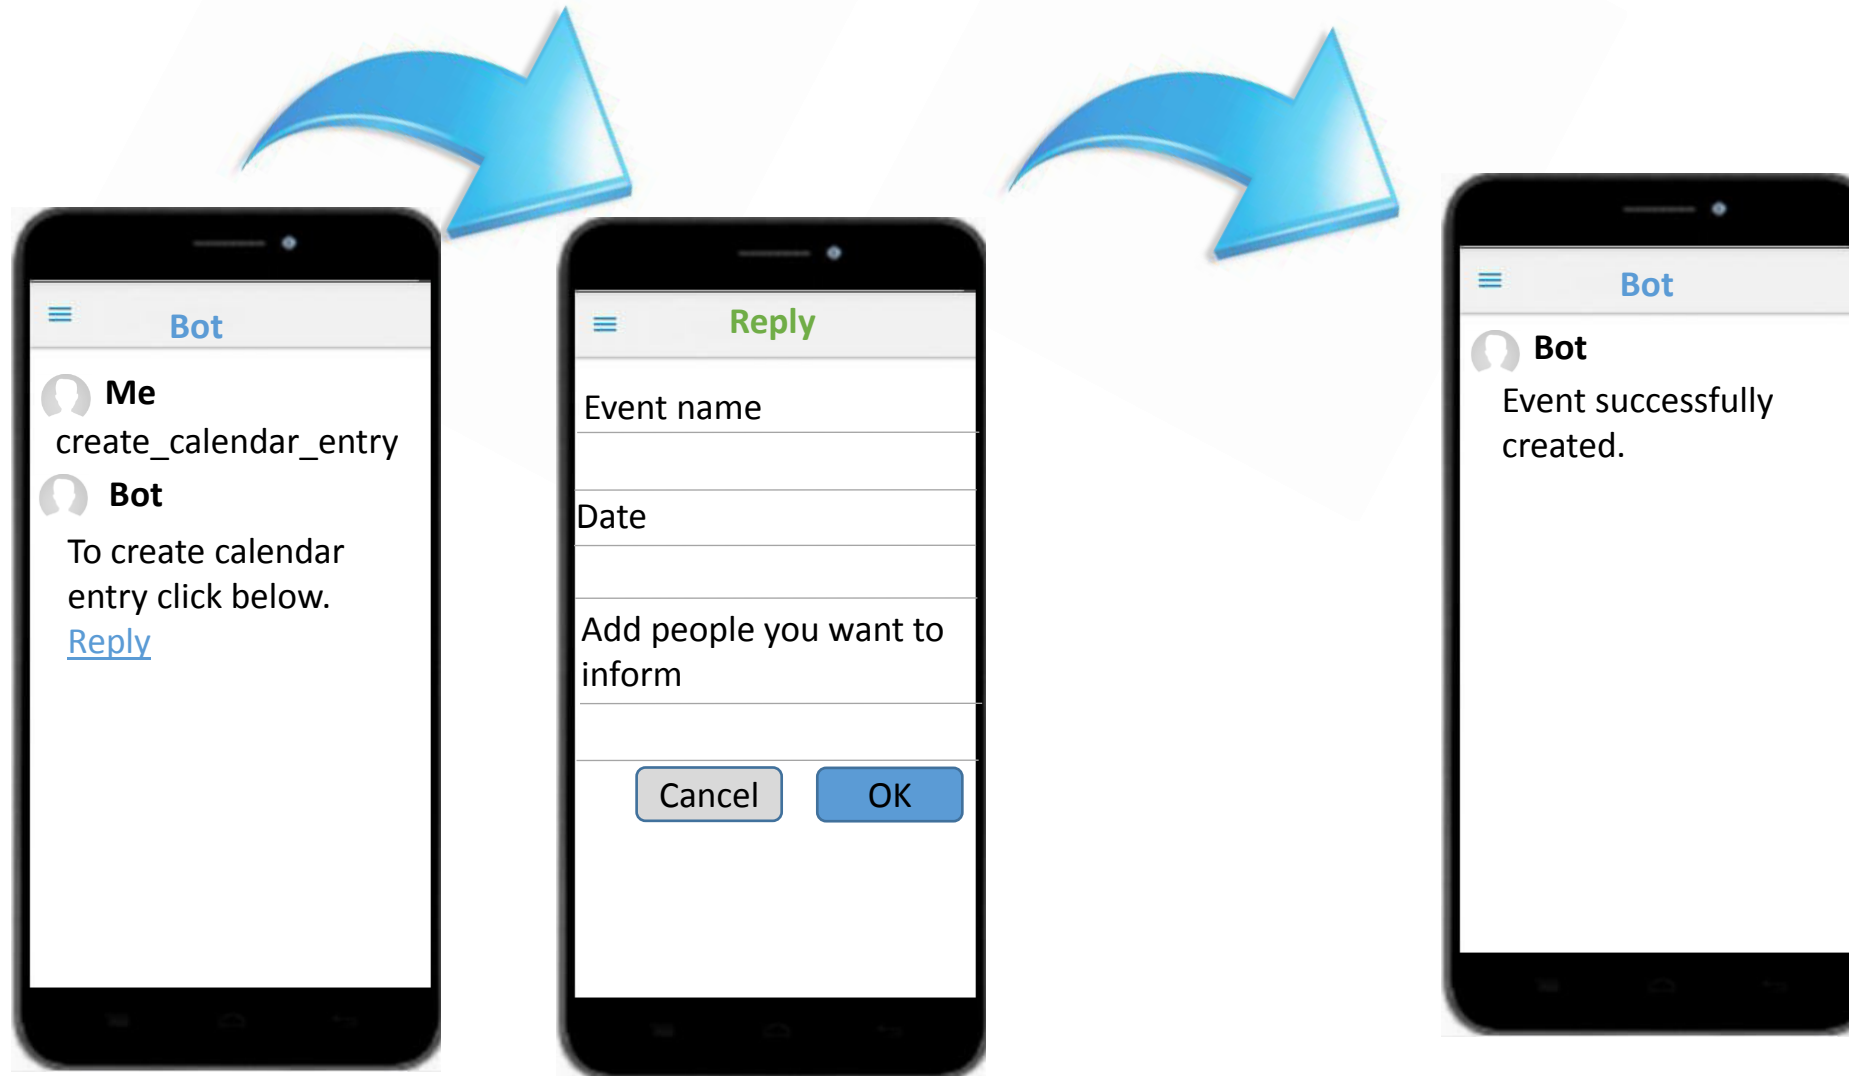 Bot
Me
create_calendar_entry
Bot
To create calendar
entry click below.
Reply
Reply
Event name
Date
Add people you want to
inform
Cancel
OK
Bot
Bot
Event successfully
created.